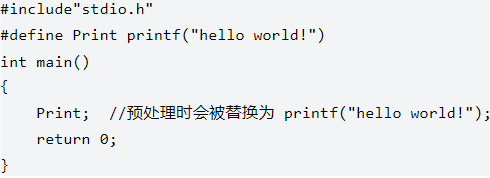 #include"stdio.h"
#define Print printf("hello world!")
int main()
{
    Print;  //预处理时会被替换为 printf("hello world!");
    return 0;
}